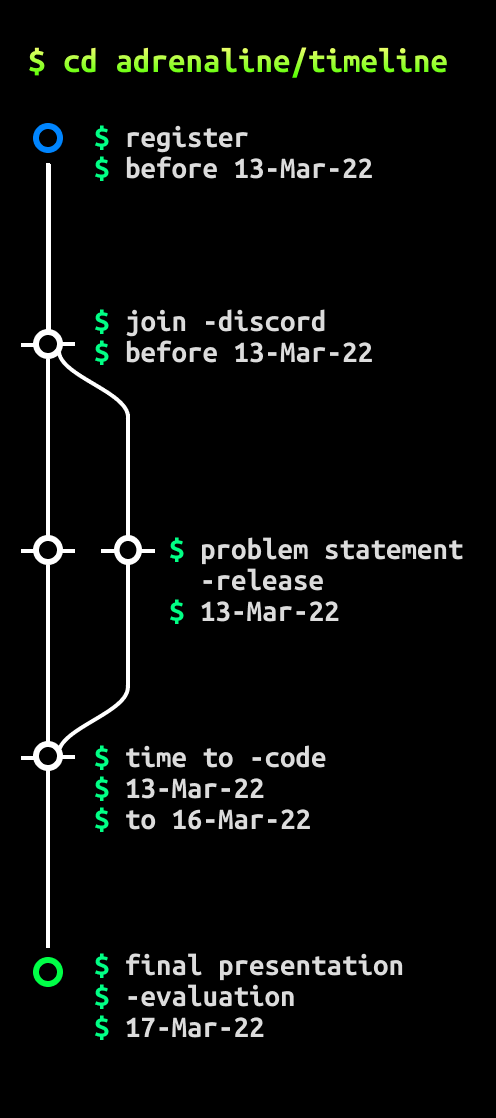 $ cd adrenaline/timeline
$ register
$ before 13-Mar-22
$ join -discord
$ before 13-Mar-22
$ problem statement
-release
$ 13-Mar-22
$ time to -code
$ 13-Mar-22
$ to 16-Mar-22
$ final presentation
$ -evaluation
$ 17-Mar-22